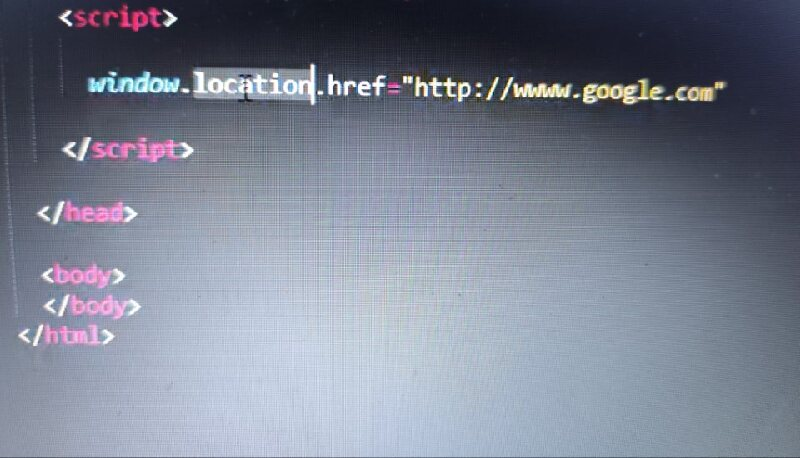 <script>
window.location.href="http://www.google.com"
</script>
</head>
<body>
</body>
</html>